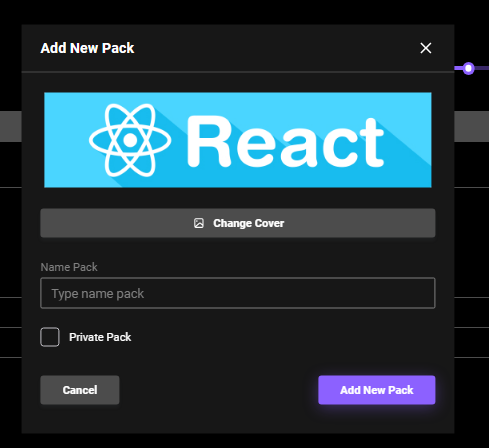 Add New Pack
React
Change Cover
Name Pack
Type name pack
Private Pack
Cancel
Add New Pack